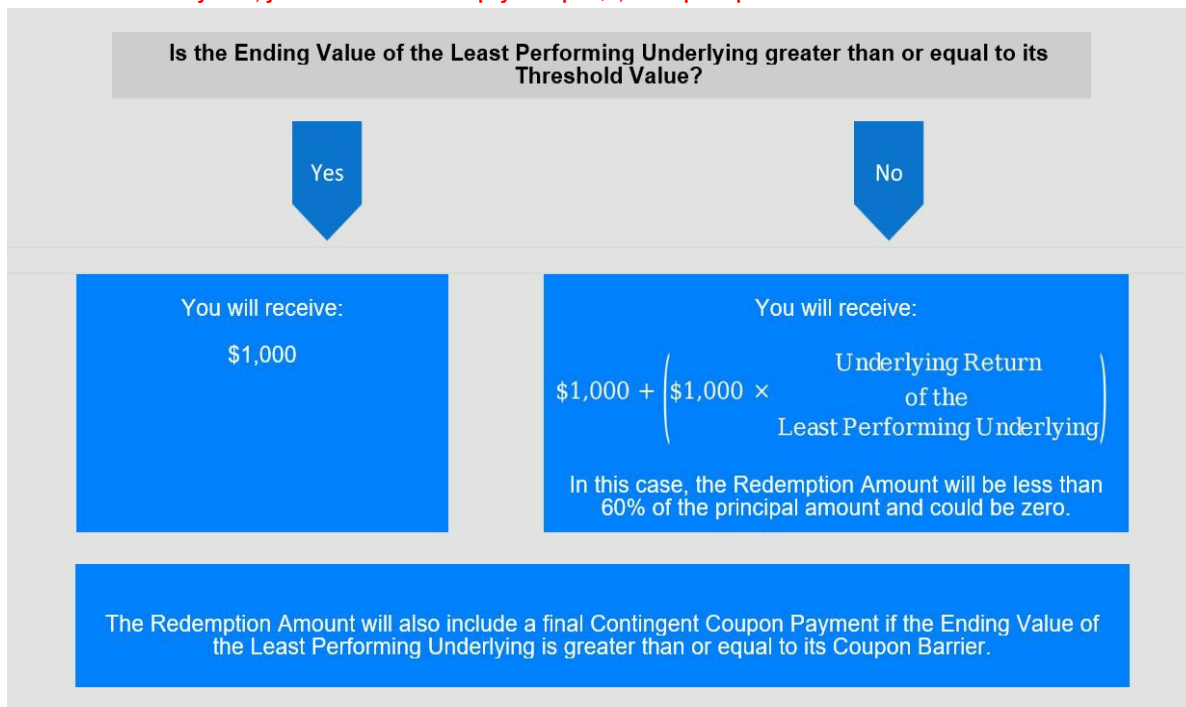 Is the Ending Value of the Least Performing Underlying greater than or equal to its
Threshold Value?
Yes
No
You will receive:
$1,000
You will receive:
$1,000 + ($1,000 × Underlying Return
of the
Least Performing Underlying)
In this case, the Redemption Amount will be less than
60% of the principal amount and could be zero.
The Redemption Amount will also include a final Contingent Coupon Payment if the Ending Value of
the Least Performing Underlying is greater than or equal to its Coupon Barrier.